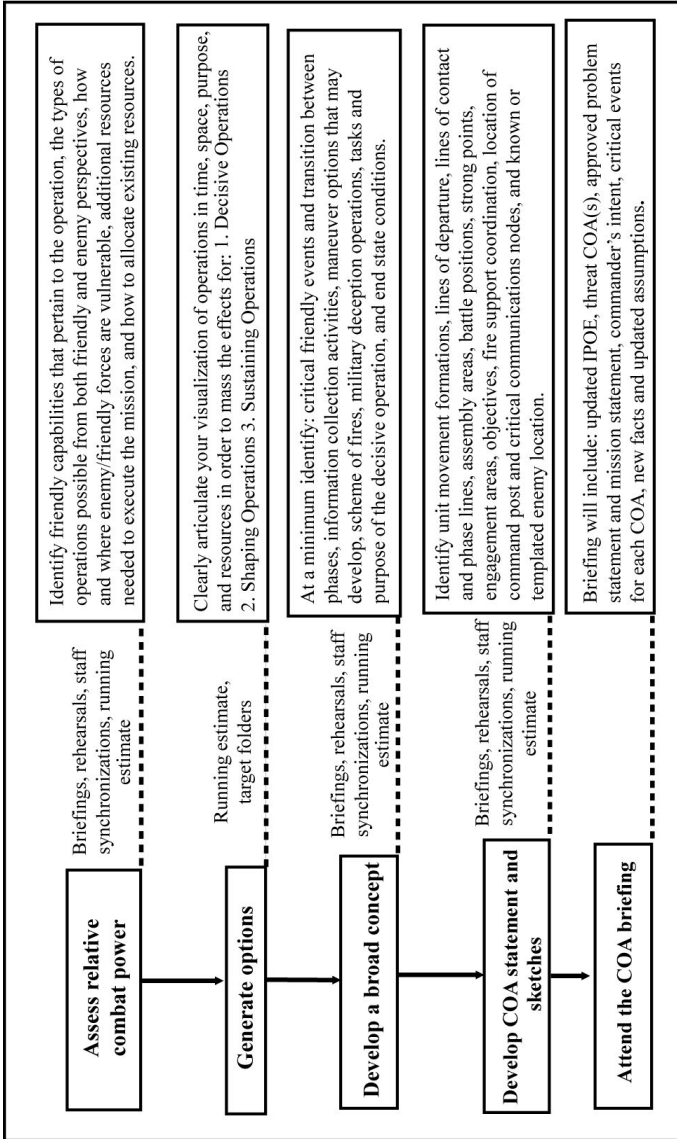 Assess relative
combat power
Briefings, rehearsals, staff
synchronizations, running
estimate
Identify friendly capabilities that pertain to the operation, the types of
operations possible from both friendly and enemy perspectives, how
and where enemy/friendly forces are vulnerable, additional resources
needed to execute the mission, and how to allocate existing resources.
Generate options
Running estimate,
target folders
Clearly articulate your visualization of operations in time, space, purpose,
and resources in order to mass the effects for: 1. Decisive Operations
2. Shaping Operations 3. Sustaining Operations
Develop a broad concept
Briefings, rehearsals, staff
synchronizations, running
estimate
At a minimum identify: critical friendly events and transition between
phases, information collection activities, maneuver options that may
develop, scheme of fires, military deception operations, tasks and
purpose of the decisive operation, and end state conditions.
Develop COA statement and
sketches
Briefings, rehearsals, staff
synchronizations, running
estimate
Identify unit movement formations, lines of departure, lines of contact
and phase lines, assembly areas, battle positions, strong points,
engagement areas, objectives, fire support coordination, location of
command post and critical communications nodes, and known or
templated enemy location.
Attend the COA briefing
Briefing will include: updated IPOE, threat COA(s), approved problem
statement and mission statement, commander's intent, critical events
for each COA, new facts and updated assumptions.